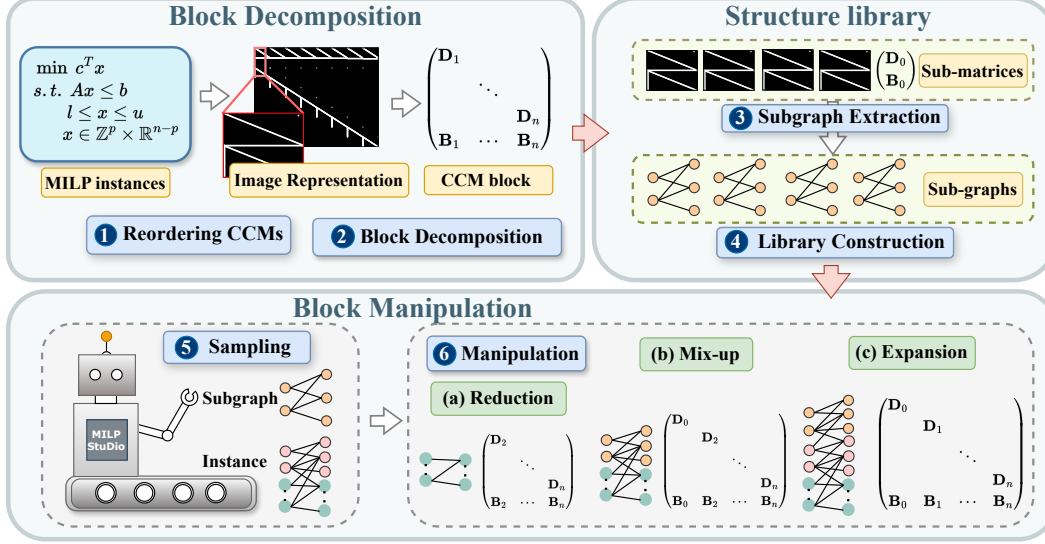 Block Decomposition
min c^T x
s.t. Ax ≤ b
l ≤ x ≤ u
x ∈ ℤ^p × ℝ^{n−p}
MILP instances
Image Representation
D_1
⋱
D_n
B_1 ⋯ B_n
CCM block
1 Reordering CCMs
2 Block Decomposition
Structure library
D_0
B_0
Sub-matrices
3 Subgraph Extraction
Sub-graphs
4 Library Construction
Block Manipulation
5 Sampling
MILP
StuDio
Subgraph
Instance
6 Manipulation
(a) Reduction
D_2
⋱
D_n
B_2 ⋯ B_n
(b) Mix-up
D_0
D_2
⋱
D_n
B_0 B_2 ⋯ B_n
(c) Expansion
D_0
D_1
⋱
D_n
B_0 B_1 ⋯ B_n